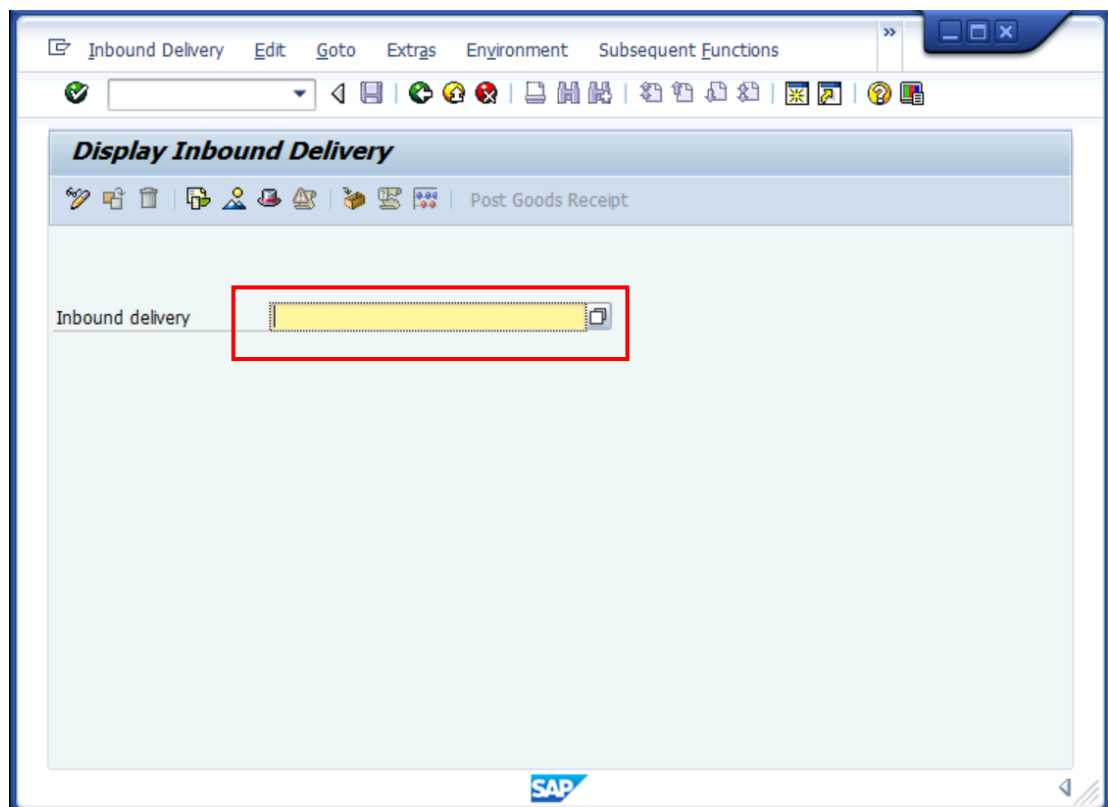 Inbound Delivery Edit Goto Extras Environment Subsequent Functions »
Display Inbound Delivery
Post Goods Receipt
Inbound delivery
SAP